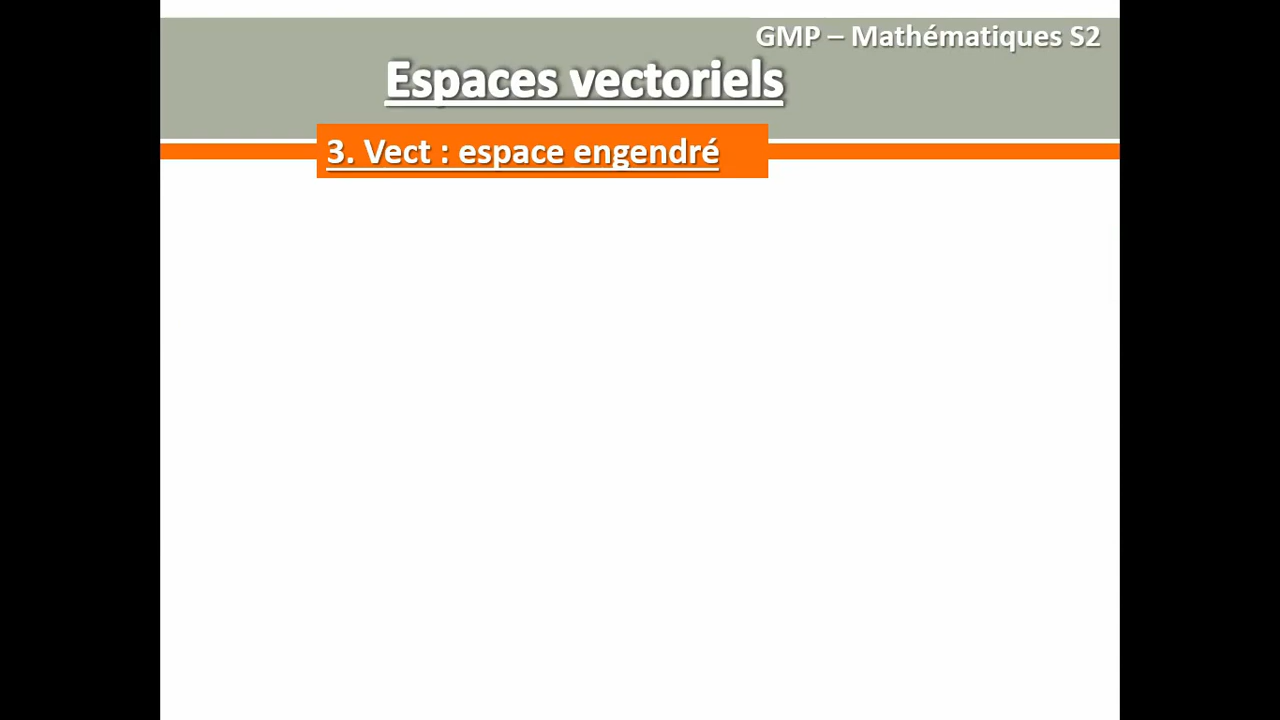 GMP – Mathématiques S2
Espaces vectoriels
3. Vect : espace engendré